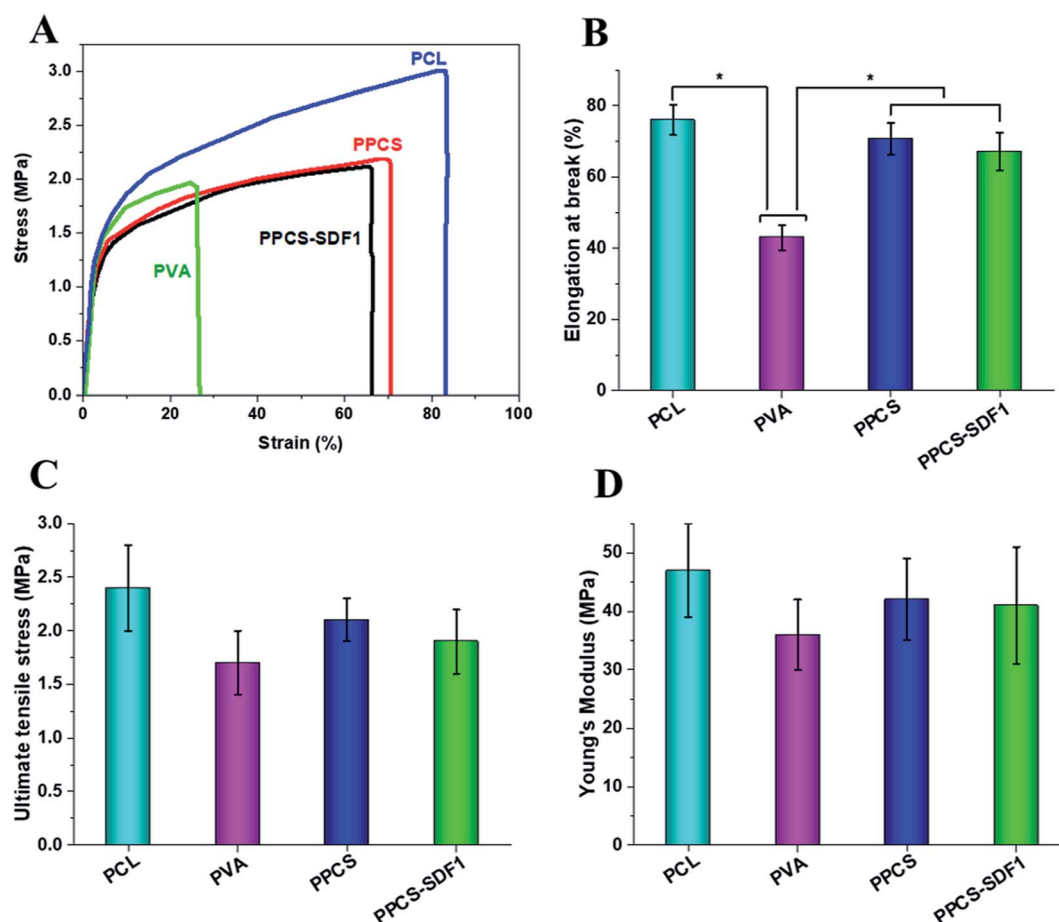 A
Stress (MPa)
3.0
2.5
2.0
1.5
1.0
0.5
0.0
0 20 40 60 80 100
Strain (%)
PCL
PPCS
PPCS-SDF1
PVA
B
Elongation at break (%)
80
60
40
20
0
* *
PCL PVA PPCS PPCS-SDF1
C
Ultimate tensile stress (MPa)
3.0
2.5
2.0
1.5
1.0
0.5
0.0
PCL PVA PPCS PPCS-SDF1
D
Young's Modulus (MPa)
50
40
30
20
10
0
PCL PVA PPCS PPCS-SDF1